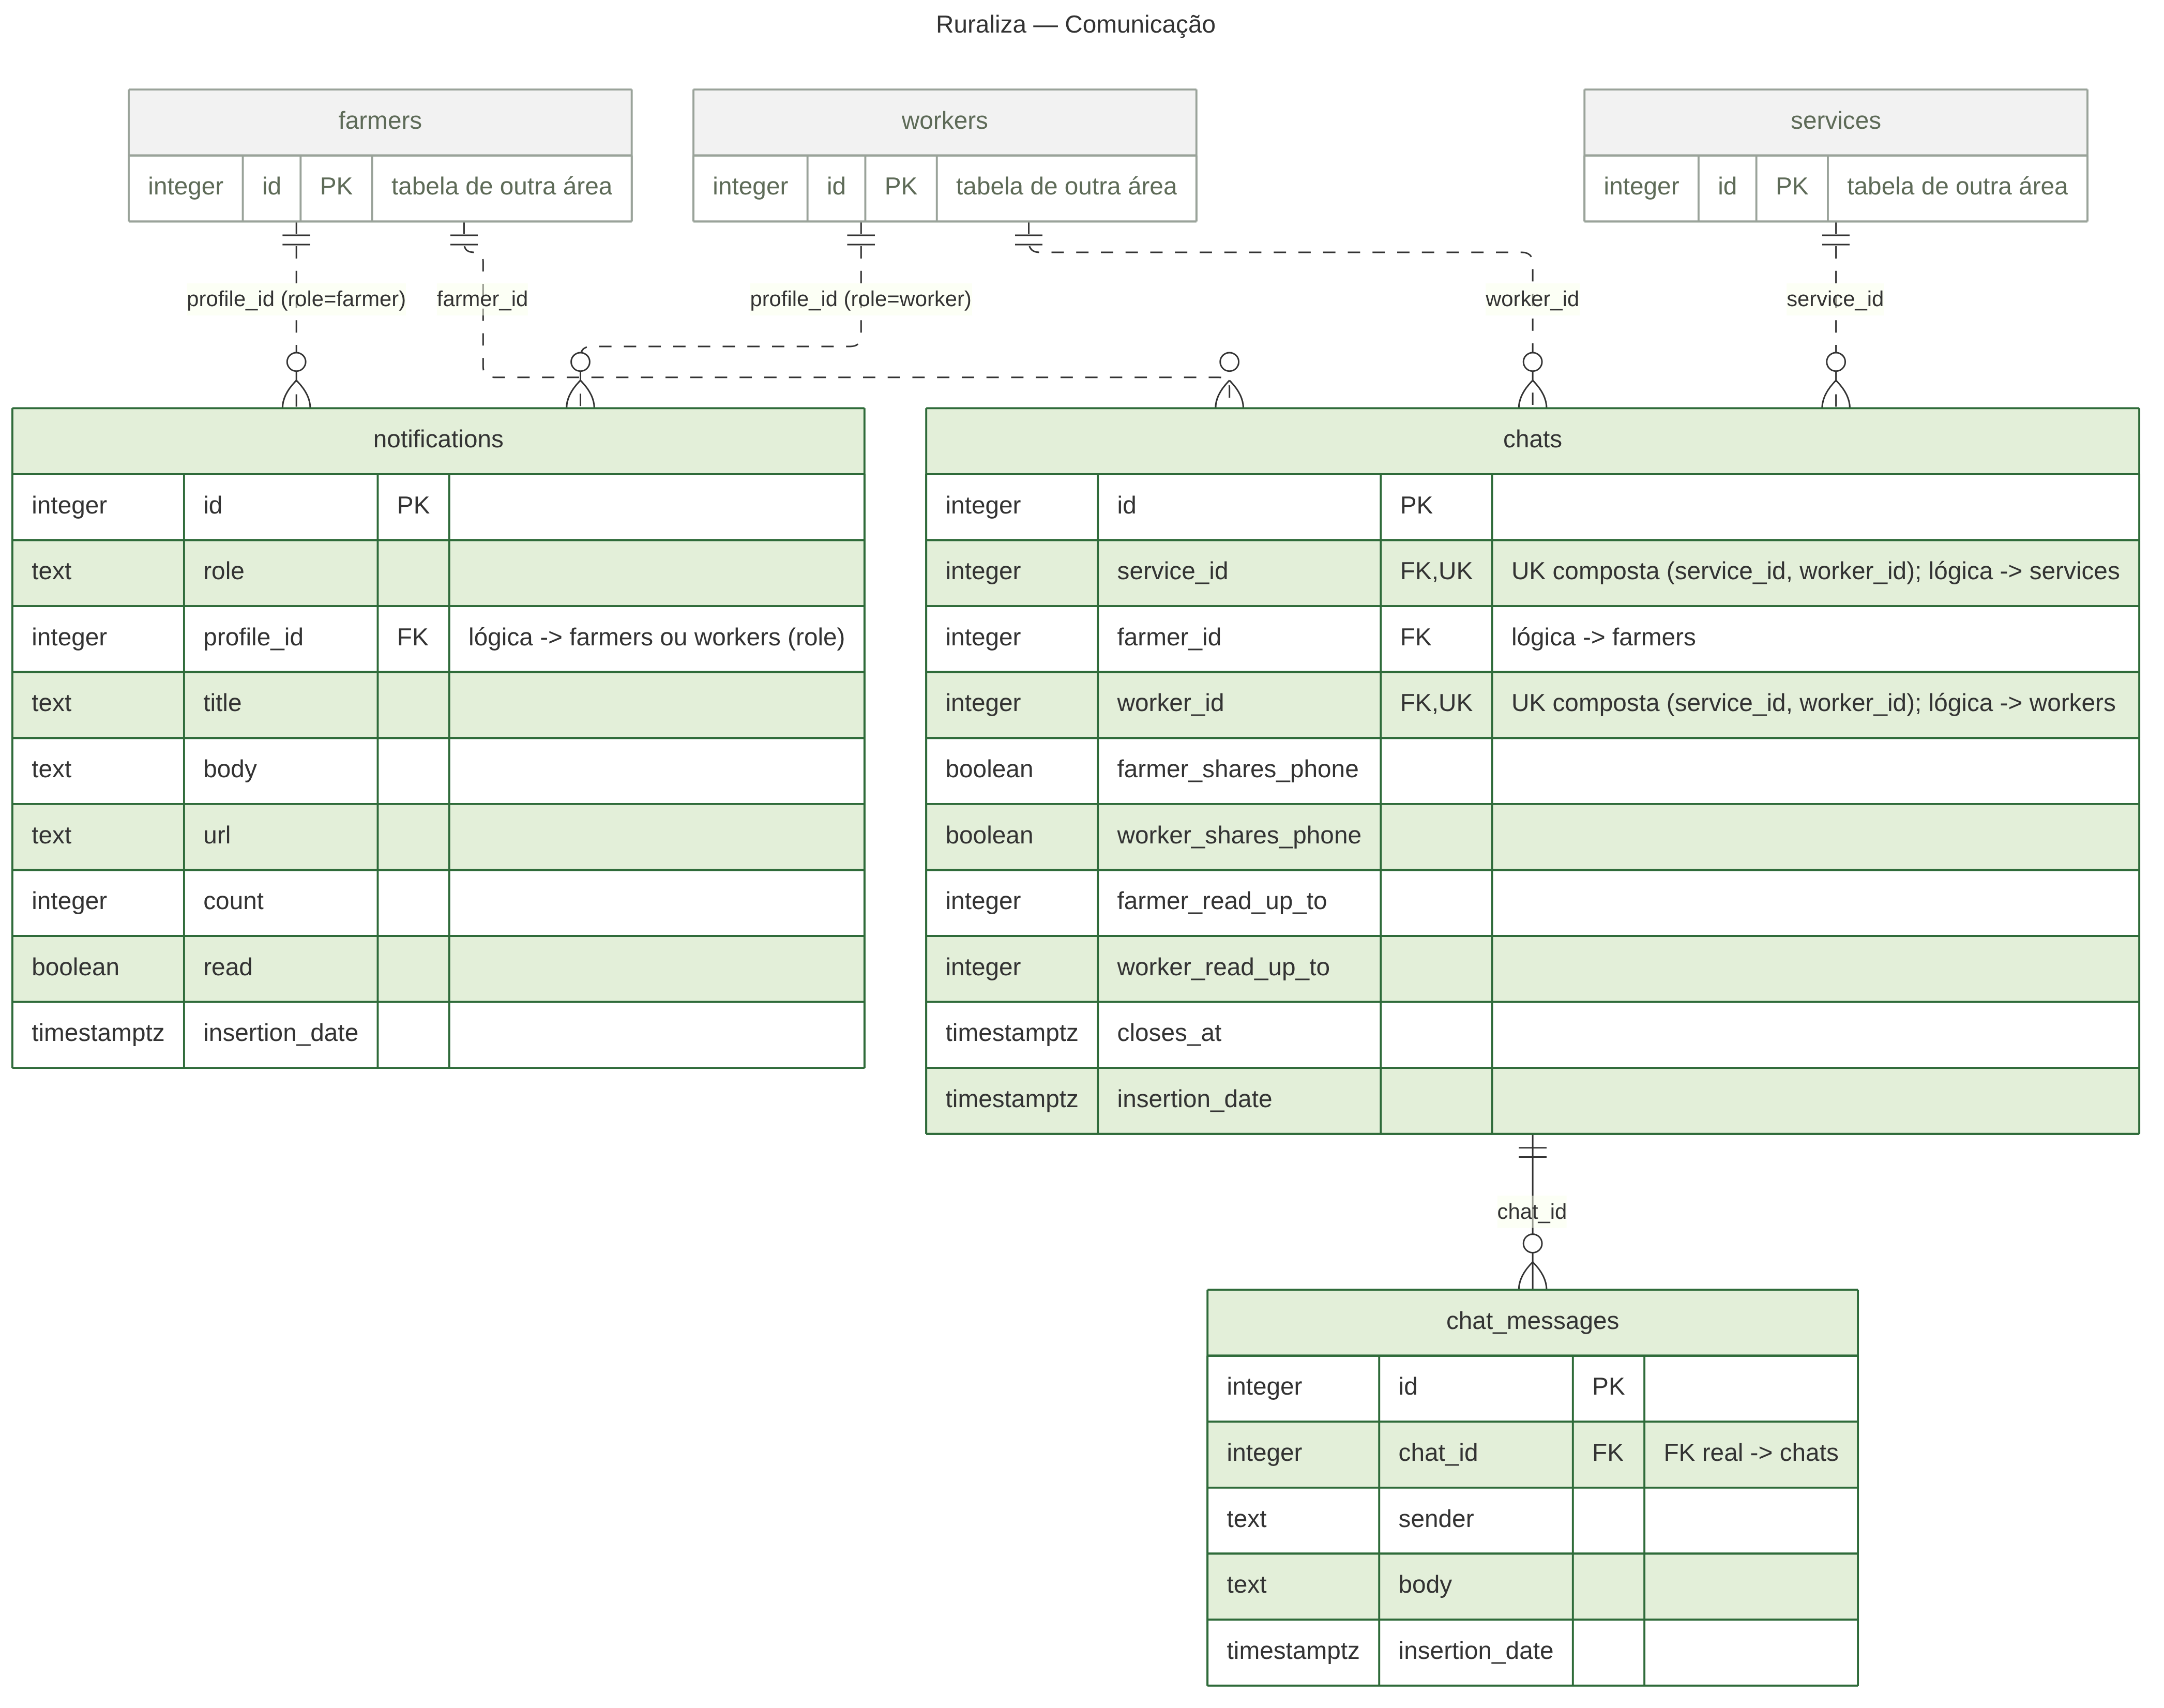 Ruraliza — Comunicação
farmers
integer id PK tabela de outra área
workers
integer id PK tabela de outra área
services
integer id PK tabela de outra área
profile_id (role=farmer)
farmer_id
profile_id (role=worker)
worker_id
service_id
notifications
integer id PK
text role
integer profile_id FK lógica -> farmers ou workers (role)
text title
text body
text url
integer count
boolean read
timestamptz insertion_date
chats
integer id PK
integer service_id FK,UK UK composta (service_id, worker_id); lógica -> services
integer farmer_id FK lógica -> farmers
integer worker_id FK,UK UK composta (service_id, worker_id); lógica -> workers
boolean farmer_shares_phone
boolean worker_shares_phone
integer farmer_read_up_to
integer worker_read_up_to
timestamptz closes_at
timestamptz insertion_date
chat_id
chat_messages
integer id PK
integer chat_id FK FK real -> chats
text sender
text body
timestamptz insertion_date